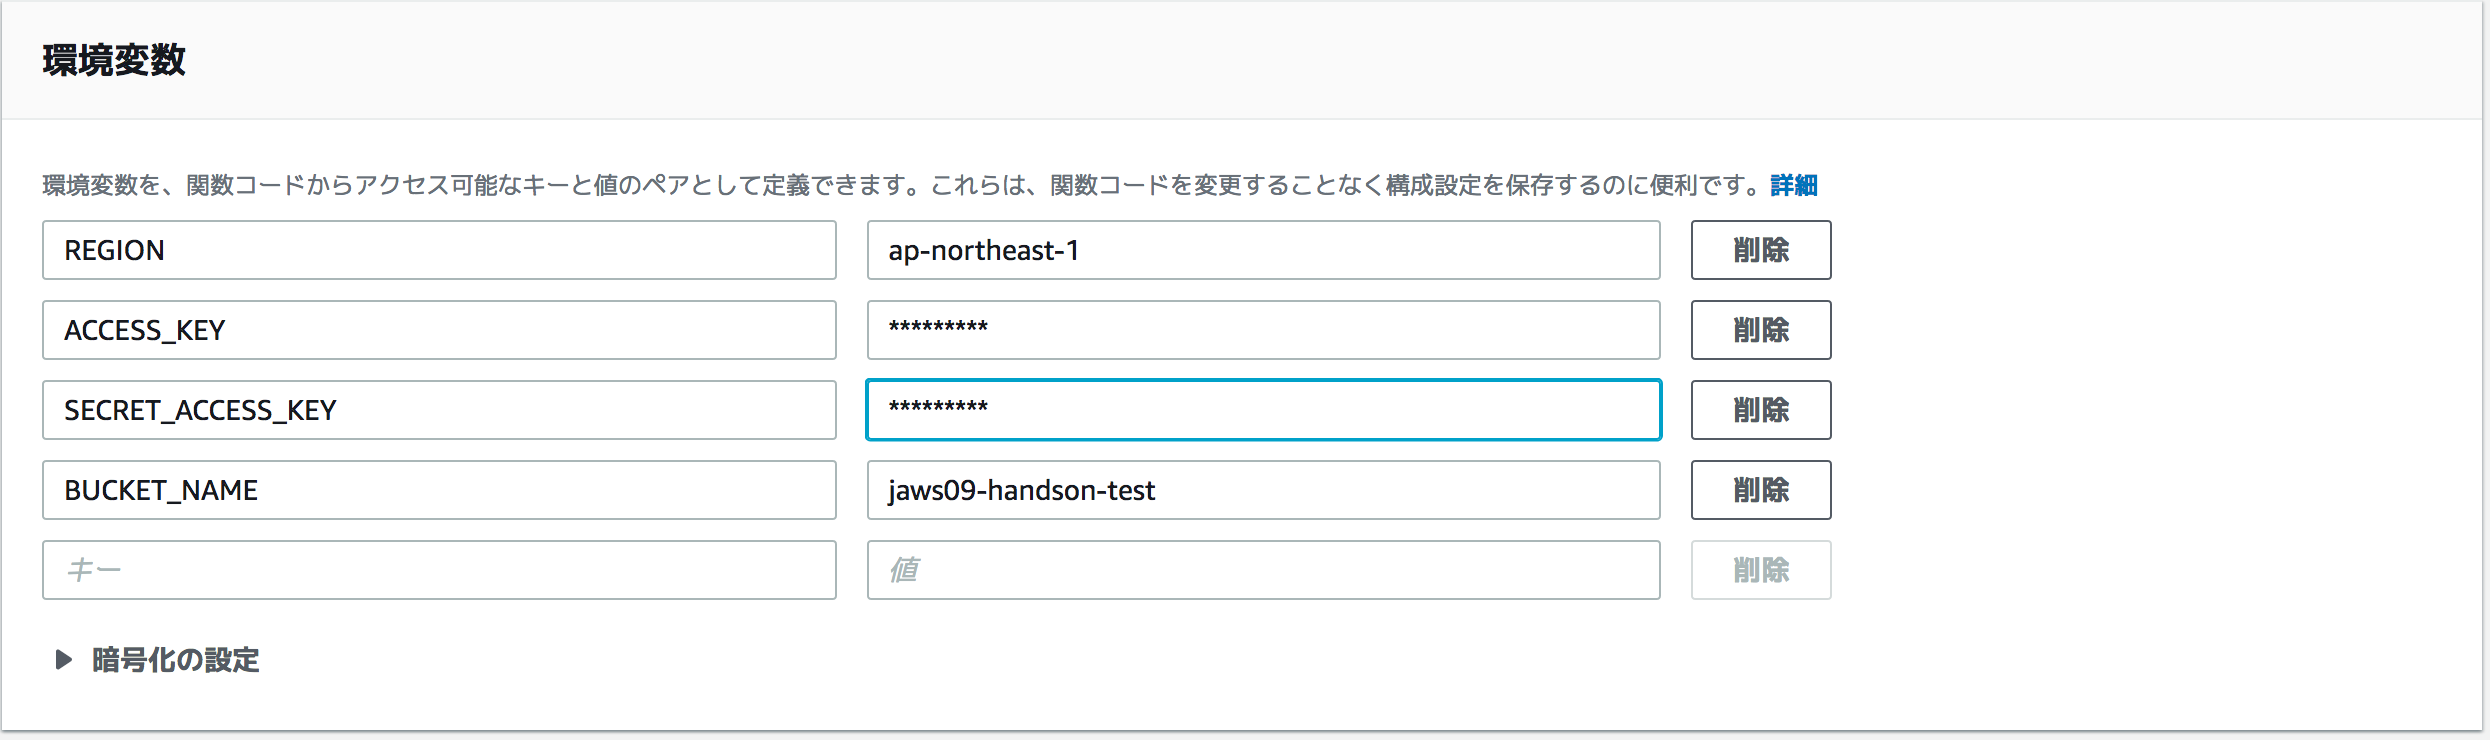 環境変数
環境変数を、関数コードからアクセス可能なキーと値のペアとして定義できます。これらは、関数コードを変更することなく構成設定を保存するのに便利です。詳細
REGION ap-northeast-1 削除
ACCESS_KEY ********* 削除
SECRET_ACCESS_KEY ********* 削除
BUCKET_NAME jaws09-handson-test 削除
キー 値 削除
▶ 暗号化の設定